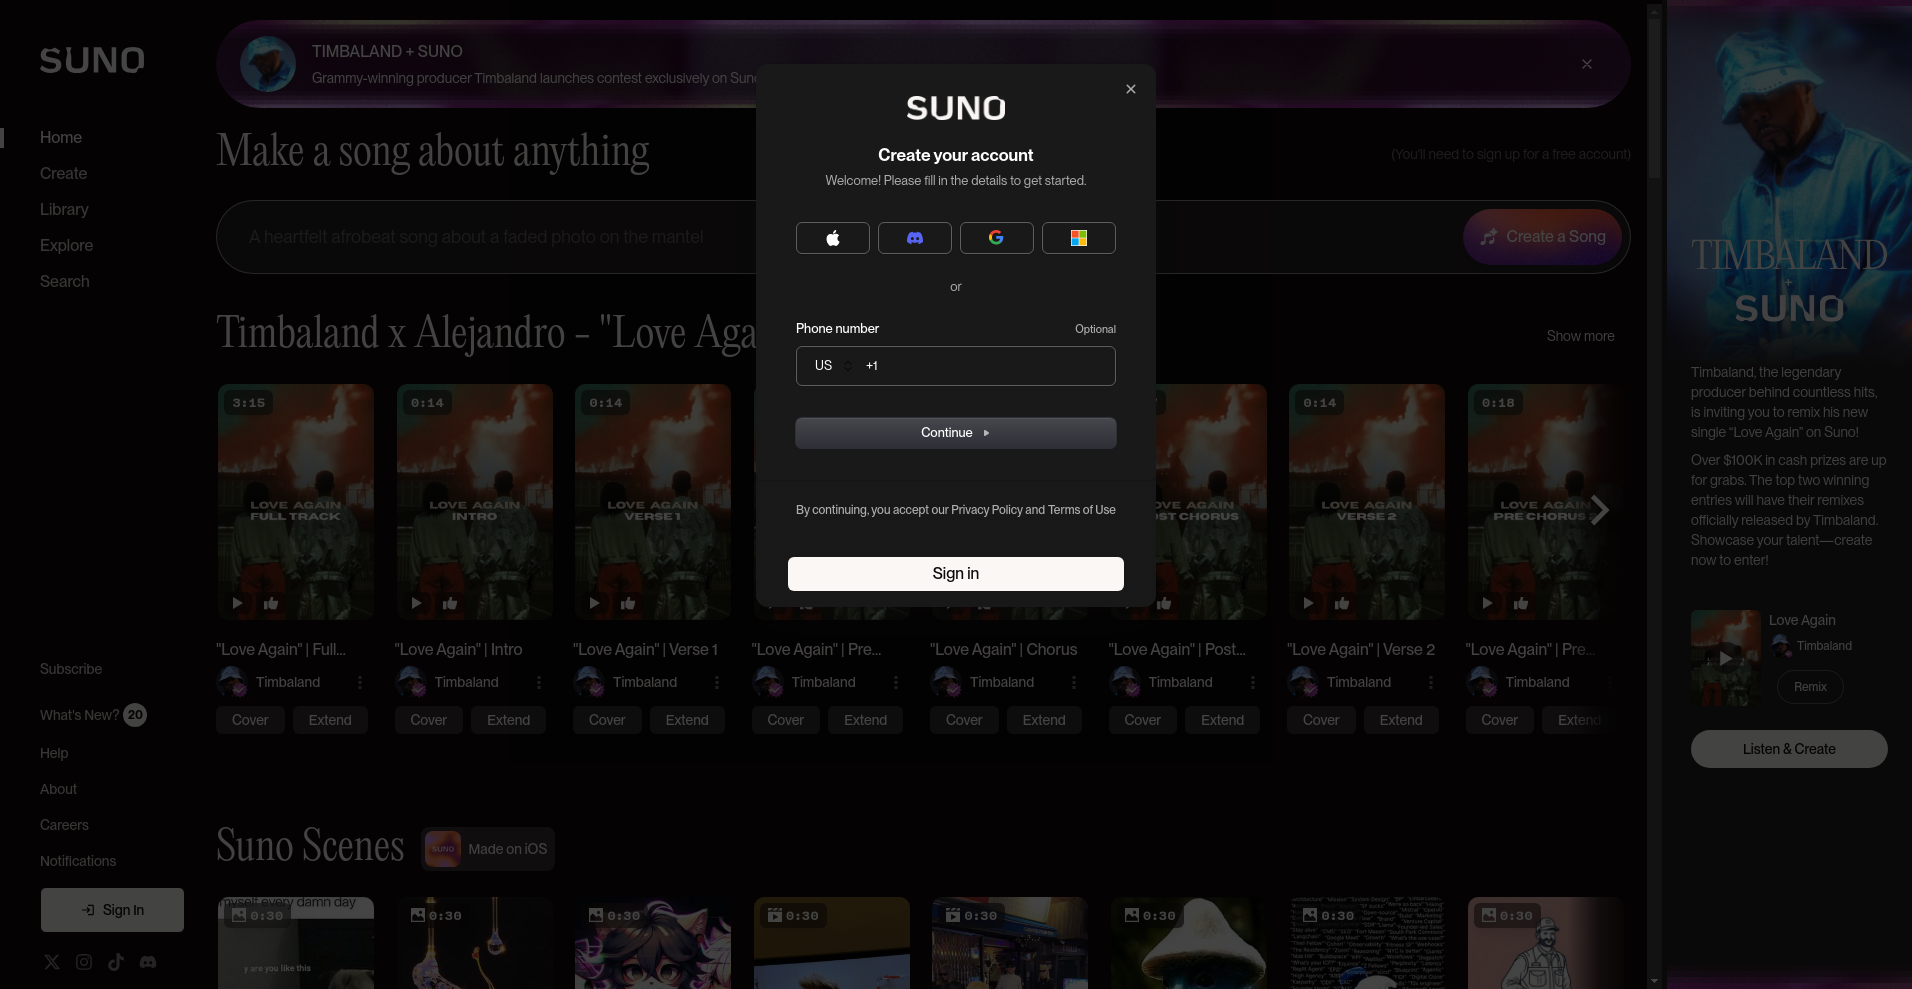 SUNO
Home
Create
Library
Explore
Search
Subscribe
What's New? 20
Help
About
Careers
Notifications
Sign In
TIMBALAND + SUNO
Grammy-winning producer Timbaland launches contest exclusively on Suno
Make a song about anything
(You'll need to sign up for a free account)
A heartfelt afrobeat song about a faded photo on the mantel
Create a Song
Timbaland x Alejandro - "Love Aga
Show more
3:15
0:14
0:14
0:14
0:18
LOVE AGAIN
FULL TRACK
LOVE AGAIN
INTRO
LOVE AGAIN
VERSE 1
OST CHORUS
LOVE AGAIN
VERSE 2
LOVE AGAIN
PRE CHORUS 2
"Love Again" | Full...
"Love Again" | Intro
"Love Again" | Verse 1
"Love Again" | Pre...
"Love Again" | Chorus
"Love Again" | Post...
"Love Again" | Verse 2
"Love Again" | Pre...
Timbaland
Timbaland
Timbaland
Timbaland
Timbaland
Timbaland
Timbaland
Timbaland
Cover Extend
Cover Extend
Cover Extend
Cover Extend
Cover Extend
Cover Extend
Cover Extend
Cover Extend
Suno Scenes
SUNO
Made on iOS
myself every damn day
0:30
0:30
0:30
0:30
0:30
0:30
0:30
0:30
y are you like this
SUNO
Create your account
Welcome! Please fill in the details to get started.
or
Phone number
Optional
US +1
Continue
By continuing, you accept our Privacy Policy and Terms of Use
Sign in
TIMBALAND
+
SUNO
Timbaland, the legendary
producer behind countless hits,
is inviting you to remix his new
single “Love Again” on Suno!
Over $100K in cash prizes are up
for grabs. The top two winning
entries will have their remixes
officially released by Timbaland.
Showcase your talent—create
now to enter!
Love Again
Timbaland
Remix
Listen & Create